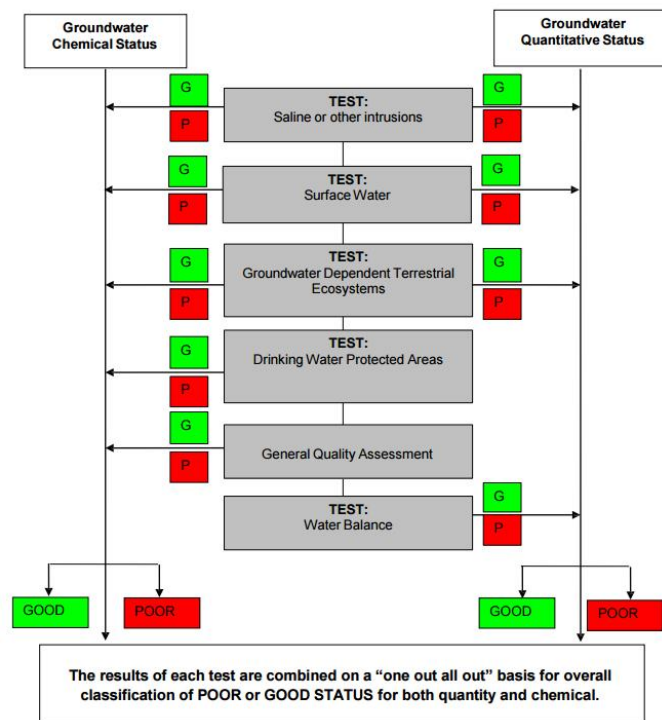 Groundwater
Chemical Status
Groundwater
Quantitative Status
G
P
TEST:
Saline or other intrusions
G
P
G
P
TEST:
Surface Water
G
P
G
P
TEST:
Groundwater Dependent Terrestrial
Ecosystems
G
P
G
P
TEST:
Drinking Water Protected Areas
G
P
General Quality Assessment
TEST:
Water Balance
G
P
GOOD
POOR
GOOD
POOR
The results of each test are combined on a “one out all out” basis for overall
classification of POOR or GOOD STATUS for both quantity and chemical.